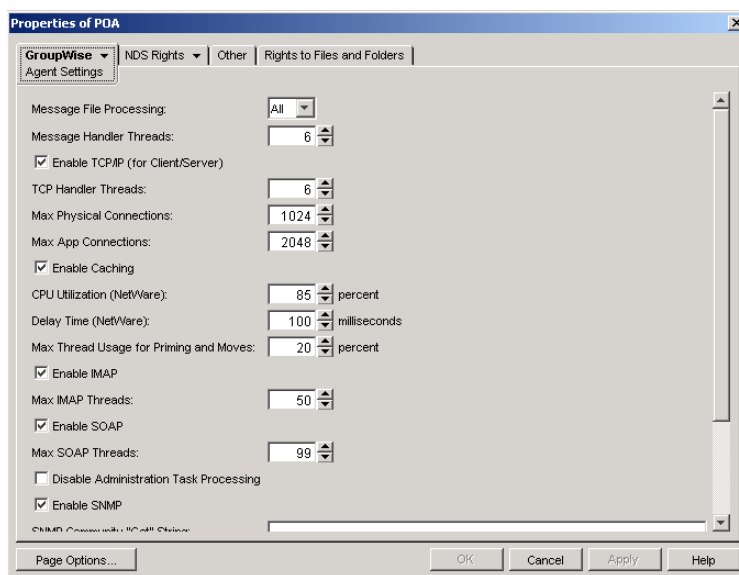 Properties of POA
GroupWise NDS Rights Other Rights to Files and Folders
Agent Settings
Message File Processing: All
Message Handler Threads: 6
Enable TCP/IP (for Client/Server)
TCP Handler Threads: 6
Max Physical Connections: 1024
Max App Connections: 2048
Enable Caching
CPU Utilization (NetWare): 85 percent
Delay Time (NetWare): 100 milliseconds
Max Thread Usage for Priming and Moves: 20 percent
Enable IMAP
Max IMAP Threads: 50
Enable SOAP
Max SOAP Threads: 99
Disable Administration Task Processing
Enable SNMP
SNMP Community "Get" String:
Page Options... OK Cancel Apply Help